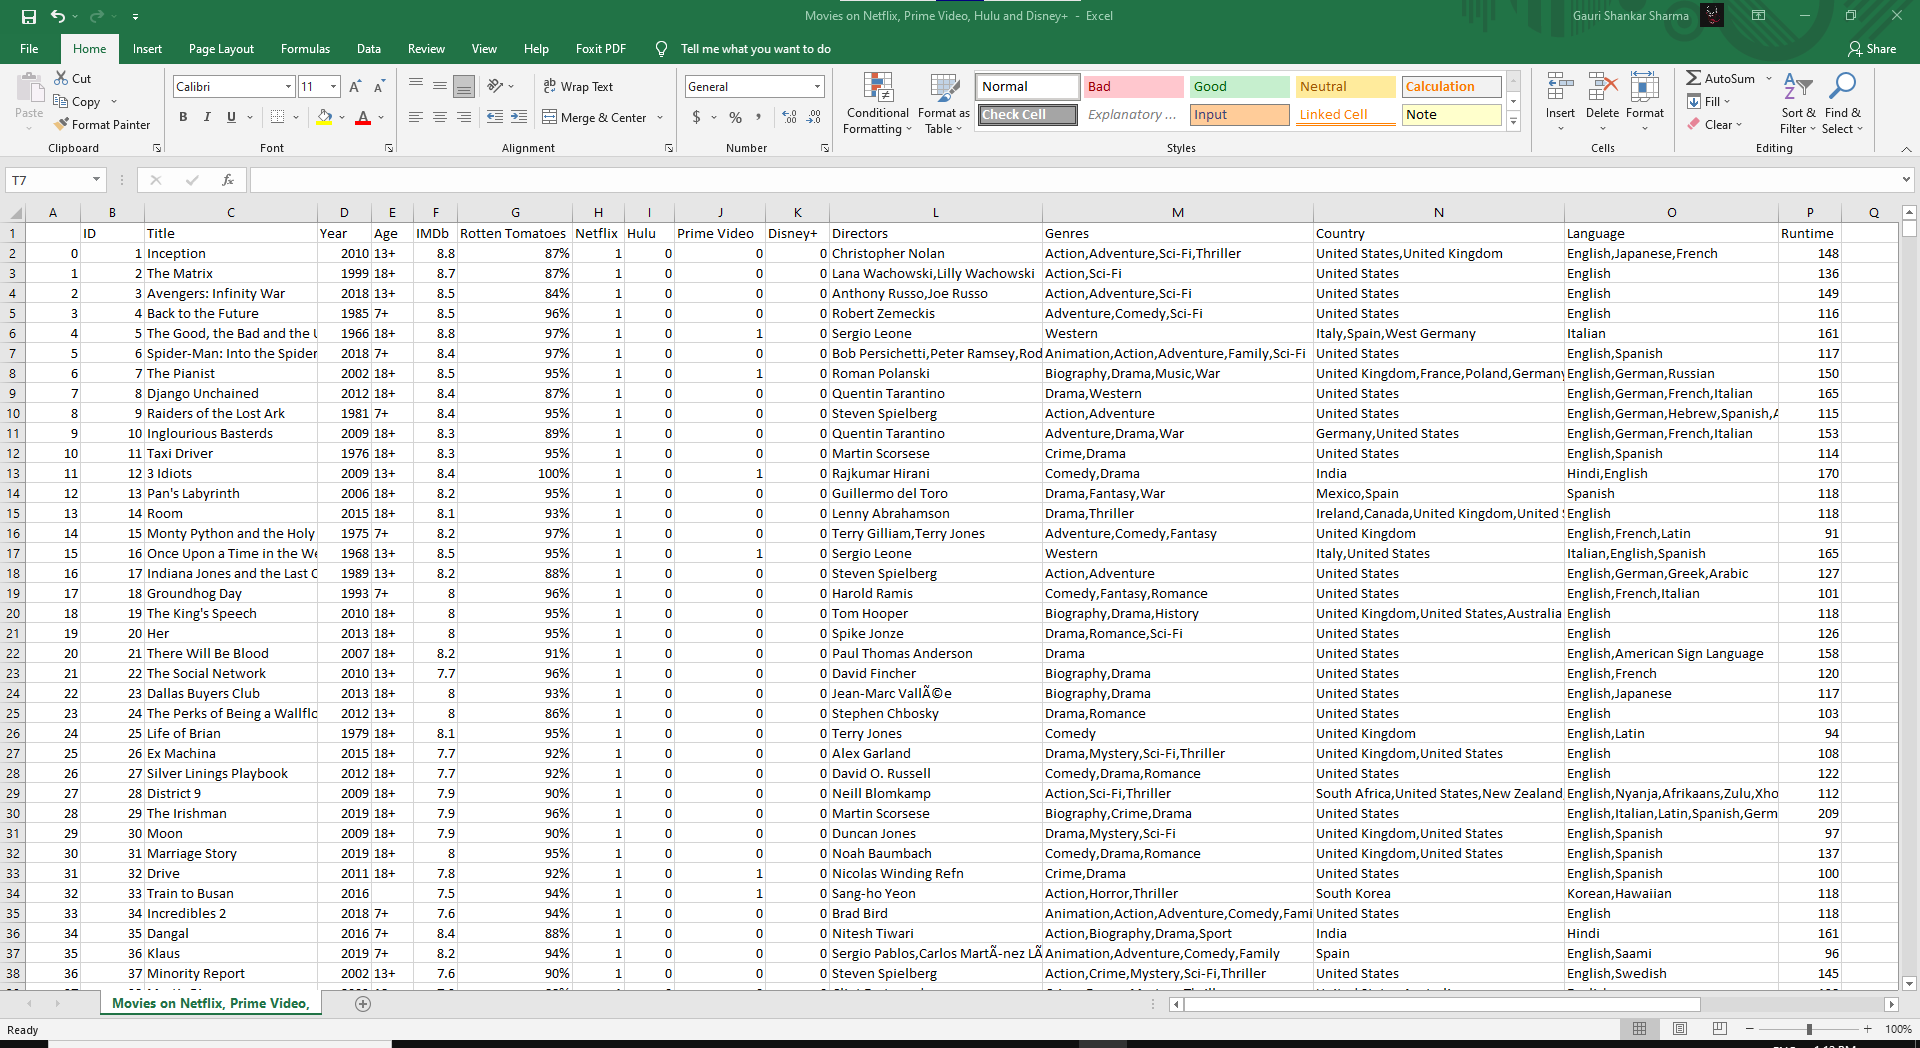 Movies on Netflix, Prime Video, Hulu and Disney+ - Excel
Gauri Shankar Sharma
File Home Insert Page Layout Formulas Data Review View Help Foxit PDF Tell me what you want to do Share
Paste Cut Copy Format Painter Clipboard
Calibri 11 B I U Font
Wrap Text Merge & Center Alignment
General $ % , Number
Conditional Formatting Format as Table
Normal Bad Good Neutral Calculation
Check Cell Explanatory ... Input Linked Cell Note
Styles
Insert Delete Format Cells
AutoSum Fill Clear Sort & Filter Find & Select Editing
T7 fx
A B C D E F G H I J K L M N O P Q
1 ID Title Year Age IMDb Rotten Tomatoes Netflix Hulu Prime Video Disney+ Directors Genres Country Language Runtime
2 0 1 Inception 2010 13+ 8.8 87% 1 0 0 0 Christopher Nolan Action,Adventure,Sci-Fi,Thriller United States,United Kingdom English,Japanese,French 148
3 1 2 The Matrix 1999 18+ 8.7 87% 1 0 0 0 Lana Wachowski,Lilly Wachowski Action,Sci-Fi United States English 136
4 2 3 Avengers: Infinity War 2018 13+ 8.5 84% 1 0 0 0 Anthony Russo,Joe Russo Action,Adventure,Sci-Fi United States English 149
5 3 4 Back to the Future 1985 7+ 8.5 96% 1 0 0 0 Robert Zemeckis Adventure,Comedy,Sci-Fi United States English 116
6 4 5 The Good, the Bad and the 1966 18+ 8.8 97% 1 0 1 0 Sergio Leone Western Italy,Spain,West Germany Italian 161
7 5 6 Spider-Man: Into the Spider 2018 7+ 8.4 97% 1 0 0 0 Bob Persichetti,Peter Ramsey,Rod Animation,Action,Adventure,Family,Sci-Fi United States English,Spanish 117
8 6 7 The Pianist 2002 18+ 8.5 95% 1 0 1 0 Roman Polanski Biography,Drama,Music,War United Kingdom,France,Poland,Germany English,German,Russian 150
9 7 8 Django Unchained 2012 18+ 8.4 87% 1 0 0 0 Quentin Tarantino Drama,Western United States English,German,French,Italian 165
10 8 9 Raiders of the Lost Ark 1981 7+ 8.4 95% 1 0 0 0 Steven Spielberg Action,Adventure United States English,German,Hebrew,Spanish, 115
11 9 10 Inglourious Basterds 2009 18+ 8.3 89% 1 0 0 0 Quentin Tarantino Adventure,Drama,War Germany,United States English,German,French,Italian 153
12 10 11 Taxi Driver 1976 18+ 8.3 95% 1 0 0 0 Martin Scorsese Crime,Drama United States English,Spanish 114
13 11 12 3 Idiots 2009 13+ 8.4 100% 1 0 1 0 Rajkumar Hirani Comedy,Drama India Hindi,English 170
14 12 13 Pan's Labyrinth 2006 18+ 8.2 95% 1 0 0 0 Guillermo del Toro Drama,Fantasy,War Mexico,Spain Spanish 118
15 13 14 Room 2015 18+ 8.1 93% 1 0 0 0 Lenny Abrahamson Drama,Thriller Ireland,Canada,United Kingdom,United English 118
16 14 15 Monty Python and the Holy 1975 7+ 8.2 97% 1 0 0 0 Terry Gilliam,Terry Jones Adventure,Comedy,Fantasy United Kingdom English,French,Latin 91
17 15 16 Once Upon a Time in the We 1968 13+ 8.5 95% 1 0 1 0 Sergio Leone Western Italy,United States Italian,English,Spanish 165
18 16 17 Indiana Jones and the Last 1989 13+ 8.2 88% 1 0 0 0 Steven Spielberg Action,Adventure United States English,German,Greek,Arabic 127
19 17 18 Groundhog Day 1993 7+ 8 96% 1 0 0 0 Harold Ramis Comedy,Fantasy,Romance United States English,French,Italian 101
20 18 19 The King's Speech 2010 18+ 8 95% 1 0 0 0 Tom Hooper Biography,Drama,History United Kingdom,United States,Australia English 118
21 19 20 Her 2013 18+ 8 95% 1 0 0 0 Spike Jonze Drama,Romance,Sci-Fi United States English 126
22 20 21 There Will Be Blood 2007 18+ 8.2 91% 1 0 0 0 Paul Thomas Anderson Drama United States English,American Sign Language 158
23 21 22 The Social Network 2010 13+ 7.7 96% 1 0 0 0 David Fincher Biography,Drama United States English,French 120
24 22 23 Dallas Buyers Club 2013 18+ 8 93% 1 0 0 0 Jean-Marc VallÃ©e Biography,Drama United States English,Japanese 117
25 23 24 The Perks of Being a Wallflo 2012 13+ 8 86% 1 0 0 0 Stephen Chbosky Drama,Romance United States English 103
26 24 25 Life of Brian 1979 18+ 8.1 95% 1 0 0 0 Terry Jones Comedy United Kingdom English,Latin 94
27 25 26 Ex Machina 2015 18+ 7.7 92% 1 0 0 0 Alex Garland Drama,Mystery,Sci-Fi,Thriller United Kingdom,United States English 108
28 26 27 Silver Linings Playbook 2012 18+ 7.7 92% 1 0 0 0 David O. Russell Comedy,Drama,Romance United States English 122
29 27 28 District 9 2009 18+ 7.9 90% 1 0 0 0 Neill Blomkamp Action,Sci-Fi,Thriller South Africa,United States,New Zealand, English,Nyanja,Afrikaans,Zulu,Xho 112
30 28 29 The Irishman 2019 18+ 7.9 96% 1 0 0 0 Martin Scorsese Biography,Crime,Drama United States English,Italian,Latin,Spanish,Germ 209
31 29 30 Moon 2009 18+ 7.9 90% 1 0 0 0 Duncan Jones Drama,Mystery,Sci-Fi United Kingdom,United States English,Spanish 97
32 30 31 Marriage Story 2019 18+ 8 95% 1 0 0 0 Noah Baumbach Comedy,Drama,Romance United Kingdom,United States English,Spanish 137
33 31 32 Drive 2011 18+ 7.8 92% 1 0 1 0 Nicolas Winding Refn Crime,Drama United States English,Spanish 100
34 32 33 Train to Busan 2016 7.5 94% 1 0 1 0 Sang-ho Yeon Action,Horror,Thriller South Korea Korean,Hawaiian 118
35 33 34 Incredibles 2 2018 7+ 7.6 94% 1 0 0 0 Brad Bird Animation,Action,Adventure,Comedy,Fami United States English 118
36 34 35 Dangal 2016 7+ 8.4 88% 1 0 0 0 Nitesh Tiwari Action,Biography,Drama,Sport India Hindi 161
37 35 36 Klaus 2019 7+ 8.2 94% 1 0 0 0 Sergio Pablos,Carlos MartÃ-nez LÃ Animation,Adventure,Comedy,Family Spain English,Saami 96
38 36 37 Minority Report 2002 13+ 7.6 90% 1 0 0 0 Steven Spielberg Action,Crime,Mystery,Sci-Fi,Thriller United States English,Swedish 145
Movies on Netflix, Prime Video,
Ready 100%